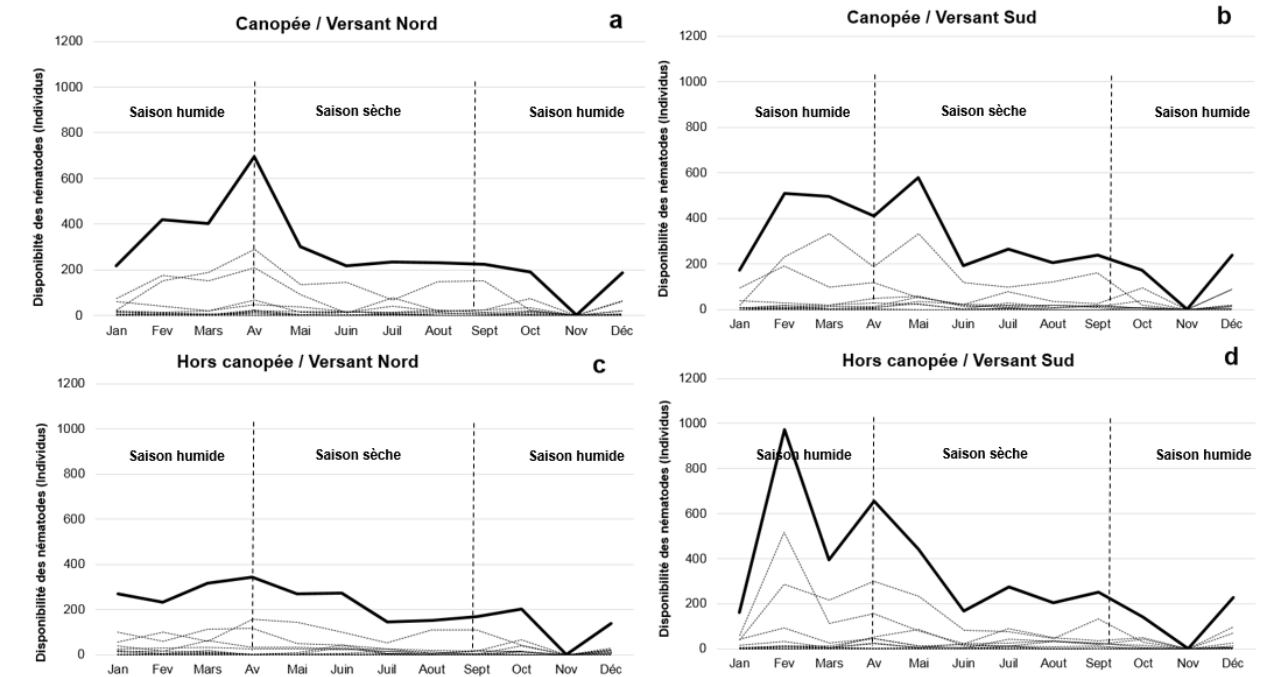 Canopée / Versant Nord
a
Disponibilté des nématodes (Individus)
1200
1000
800
600
400
200
0
Saison humide
Saison sèche
Saison humide
Jan Fev Mars Av Mai Juin Juil Aout Sept Oct Nov Déc
Canopée / Versant Sud
b
Disponibilité des nématodes (Individus)
1200
1000
800
600
400
200
0
Saison humide
Saison sèche
Saison humide
Jan Fev Mars Av Mai Juin Juil Aout Sept Oct Nov Déc
Hors canopée / Versant Nord
c
Disponibilité des nématodes (Individus)
1200
1000
800
600
400
200
0
Saison humide
Saison sèche
Saison humide
Jan Fev Mars Av Mai Juin Juil Aout Sept Oct Nov Déc
Hors canopée / Versant Sud
d
Disponibilité des nématodes (Individus)
1200
1000
800
600
400
200
0
Saison humide
Saison sèche
Saison humide
Jan Fev Mars Av Mai Juin Juil Aout Sept Oct Nov Déc